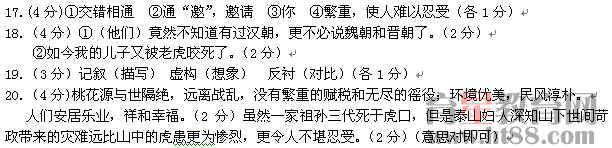 17.(4分)①交错相通 ②通“邀”，邀请 ③你 ④繁重，使人难以忍受（各1分）
18.（4分）①（他们）竟然不知道有过汉朝，更不必说魏朝和晋朝了。（2分）
②如今我的儿子又被老虎咬死了。（2分）
19.（3分）记叙（描写） 虚构（想象） 反衬（对比）（各1分）
20.(4分)桃花源与世隔绝，远离战乱，没有繁重的赋税和无尽的徭役；环境优美，民风淳朴，
人们安居乐业，祥和幸福。（2分）虽然一家祖孙三代死于虎口，但是泰山妇人深知山下世间苛
政带来的灾难远比山中的虎患更为惨烈，更令人不堪忍受。（2分）（意思对即可）